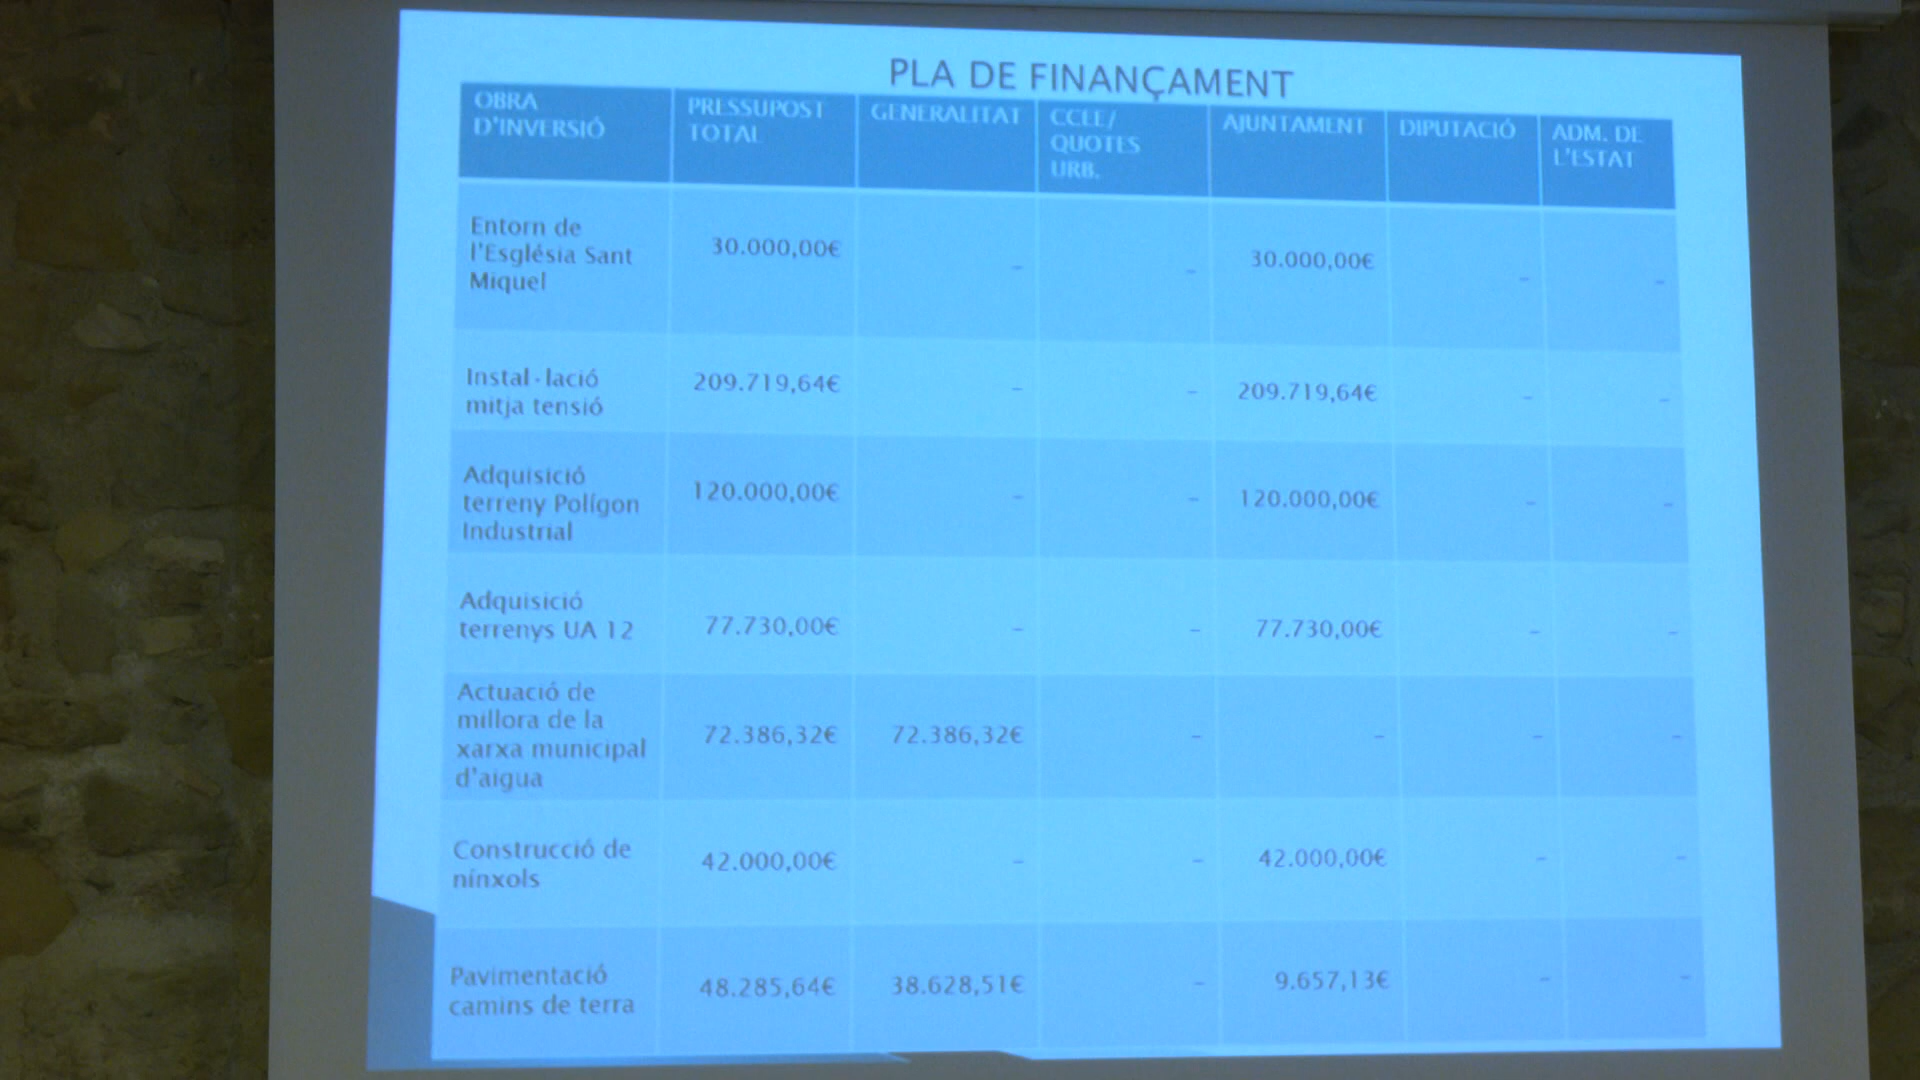 PLA DE FINANÇAMENT
OBRA
D'INVERSIÓ
PRESSUPOST
TOTAL
GENERALITAT
CCEE/
QUOTES
URB.
AJUNTAMENT
DIPUTACIÓ
ADM. DE
L'ESTAT
Entorn de
l'Església Sant
Miquel
30.000,00€
-
-
30.000,00€
-
-
Instal·lació
mitja tensió
209.719,64€
-
-
209.719,64€
-
-
Adquisició
terreny Polígon
Industrial
120.000,00€
-
-
120.000,00€
-
-
Adquisició
terrenys UA 12
77.730,00€
-
-
77.730,00€
-
-
Actuació de
millora de la
xarxa municipal
d'aigua
72.386,32€
72.386,32€
-
-
-
-
Construcció de
nínxols
42.000,00€
-
-
42.000,00€
-
-
Pavimentació
camins de terra
48.285,64€
38.628,51€
-
9.657,13€
-
-